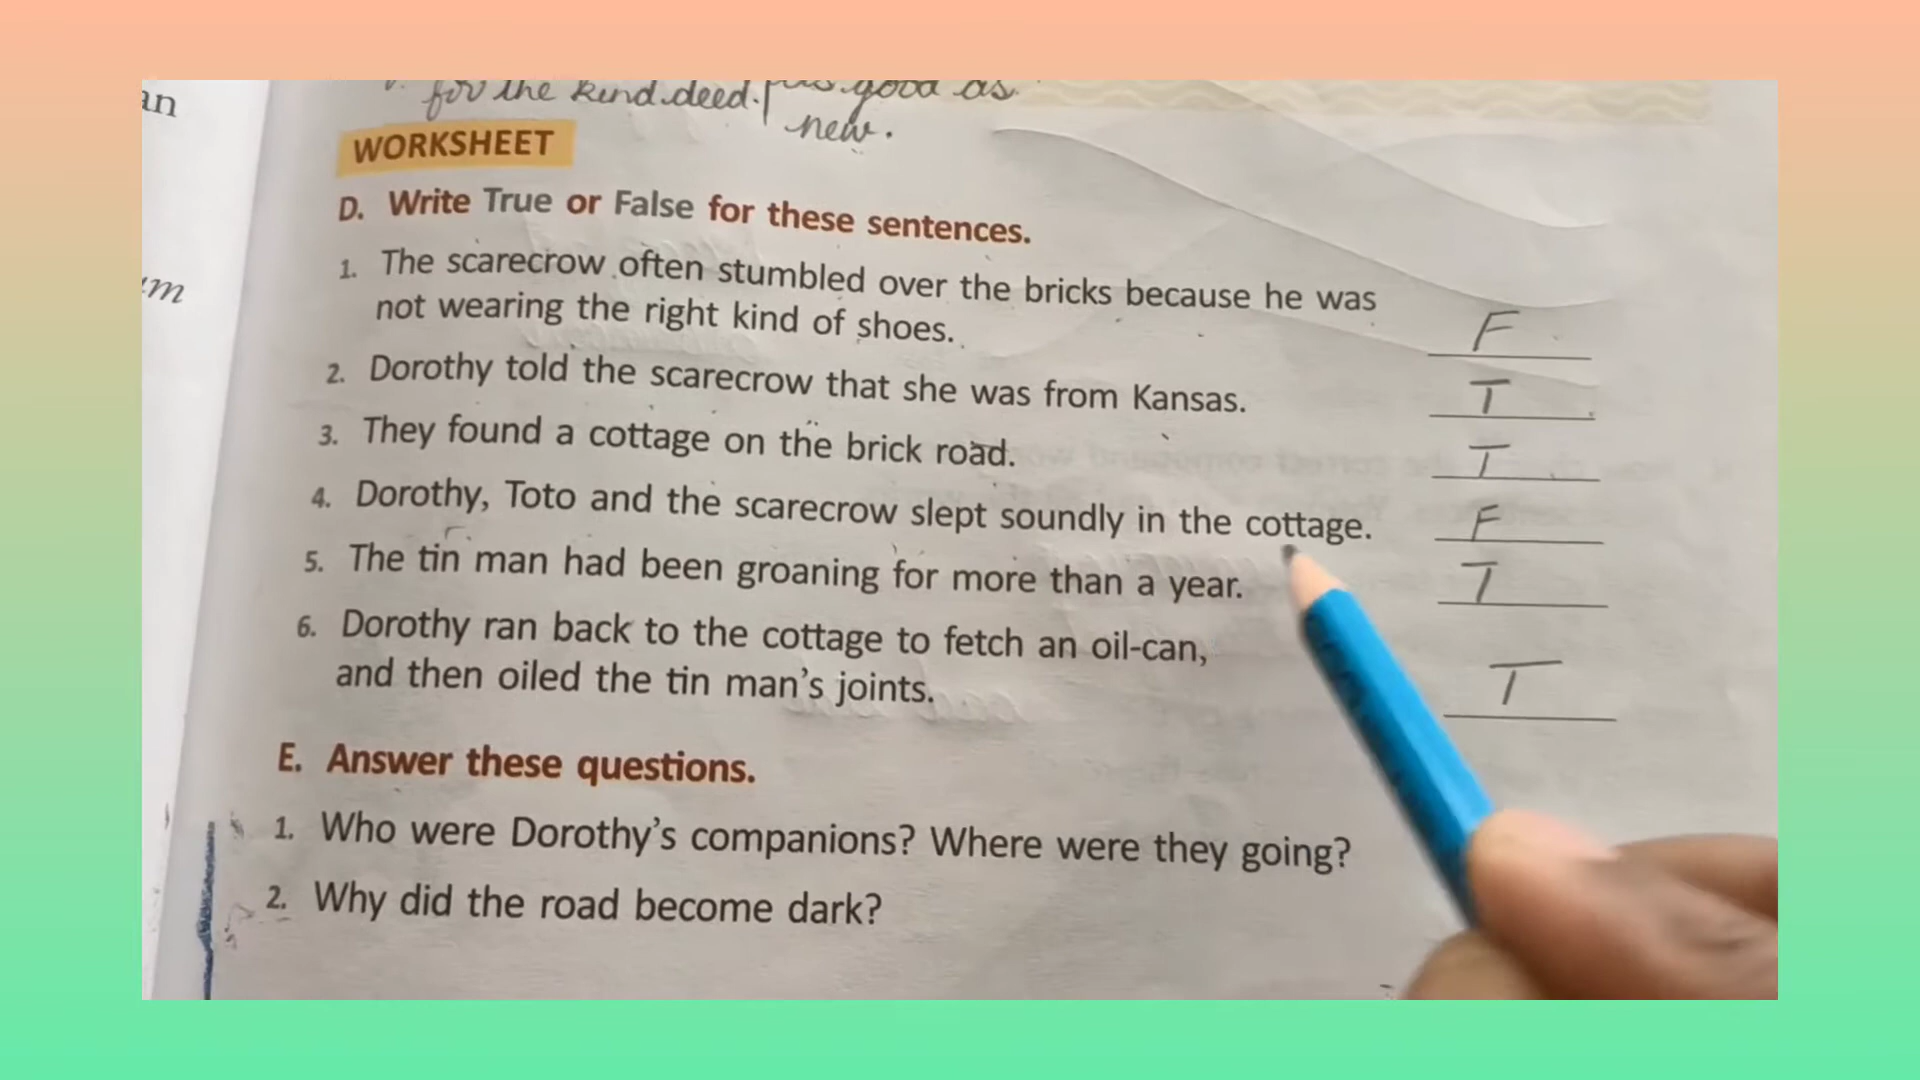 an
um
for the kind deed. good as
new.
WORKSHEET
D. Write True or False for these sentences.
1. The scarecrow often stumbled over the bricks because he was
not wearing the right kind of shoes.
F
2. Dorothy told the scarecrow that she was from Kansas.
T
3. They found a cottage on the brick road.
T
4. Dorothy, Toto and the scarecrow slept soundly in the cottage.
F
5. The tin man had been groaning for more than a year.
T
6. Dorothy ran back to the cottage to fetch an oil-can,
and then oiled the tin man's joints.
T
E. Answer these questions.
1. Who were Dorothy's companions? Where were they going?
2. Why did the road become dark?